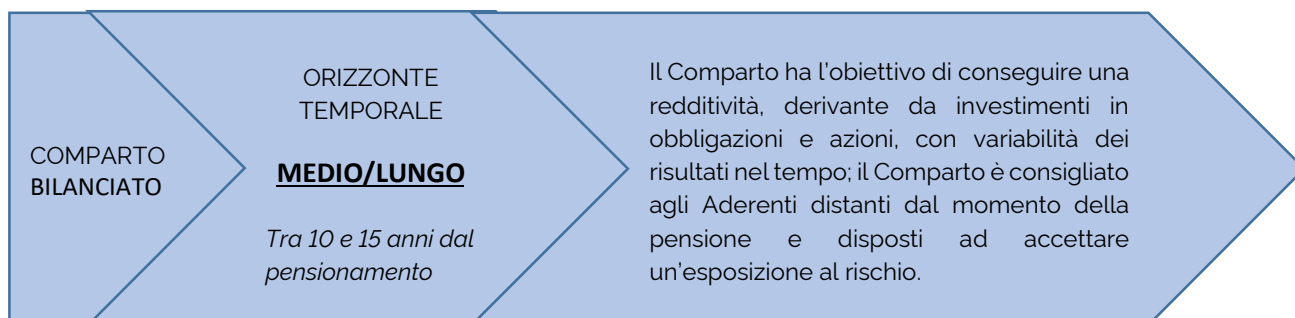 COMPARTO
BILANCIATO
ORIZZONTE
TEMPORALE
MEDIO/LUNGO
Tra 10 e 15 anni dal
pensionamento
Il Comparto ha l’obiettivo di conseguire una
redditività, derivante da investimenti in
obbligazioni e azioni, con variabilità dei
risultati nel tempo; il Comparto è consigliato
agli Aderenti distanti dal momento della
pensione e disposti ad accettare
un’esposizione al rischio.